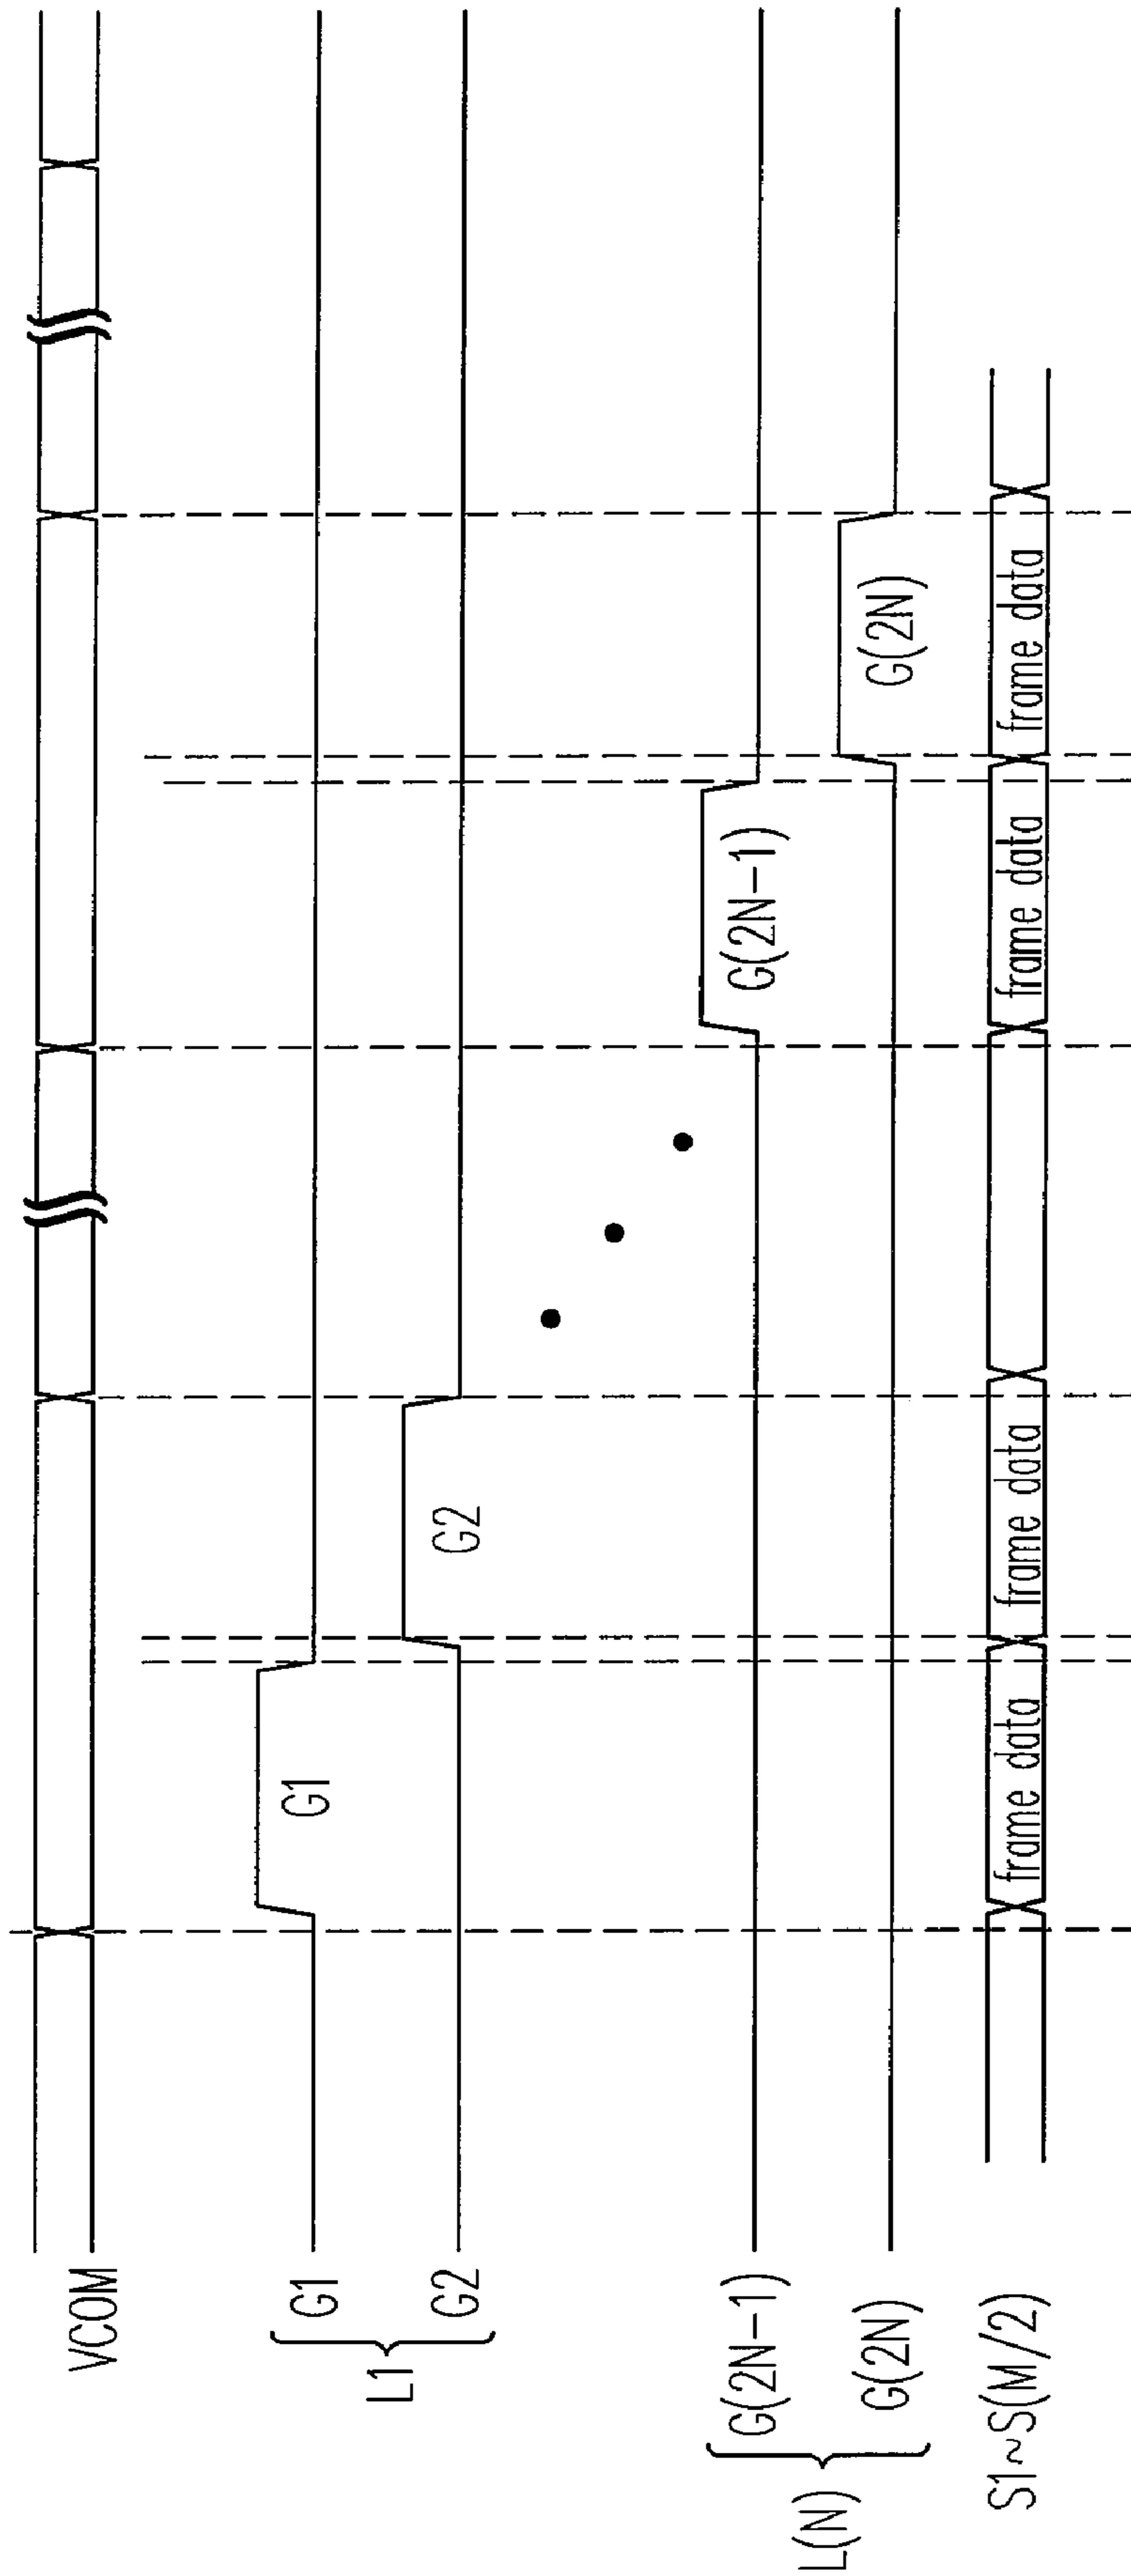 VCOM
L1
G1
G1
G2
G2
L(N)
G(2N-1)
G(2N-1)
G(2N)
G(2N)
S1~S(M/2)
frame data
frame data
frame data
frame data